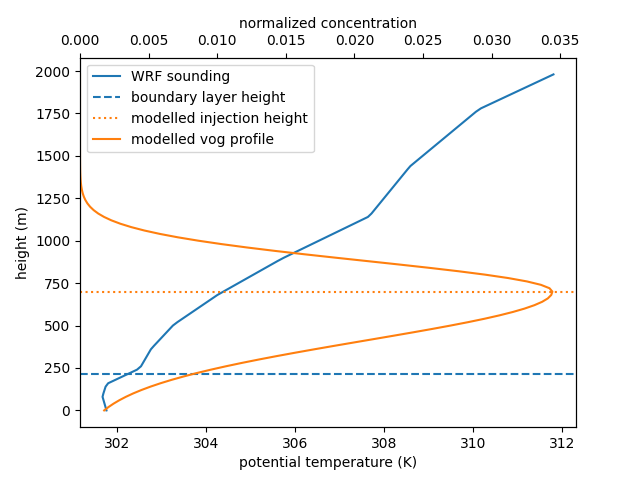 normalized concentration
0.000 0.005 0.010 0.015 0.020 0.025 0.030 0.035
WRF sounding
boundary layer height
modelled injection height
modelled vog profile
height (m)
2000
1750
1500
1250
1000
750
500
250
0
302 304 306 308 310 312
potential temperature (K)